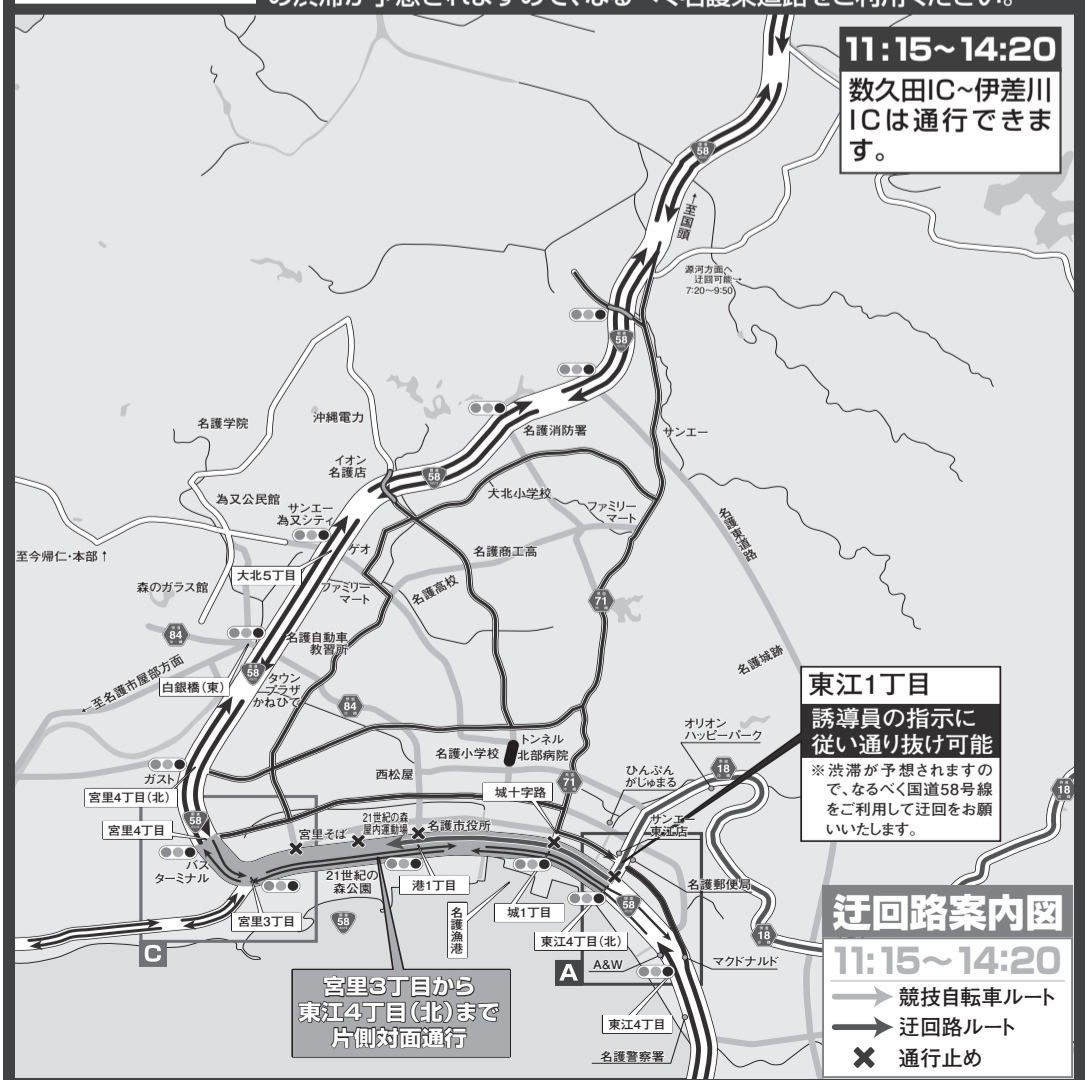 の渋滞が予想されますので、なるべく名護東道路をご利用ください。
11:15～14:20
数久田IC~伊差川
ICは通行できま
す。
58
↑至国頭
源河方面へ
迂回可能→
7:20～9:50
58
名護学院
沖縄電力
名護消防署
サンエー
イオン
名護店
58
大北小学校
為又公民館
サンエー
為又シティ
ファミリー
マート
名護東道路
至今帰仁・本部↑
ゲオ
名護商工高
大北5丁目
森のガラス館
ファミリー
マート
名護高校
71
84
名護自動車
教習所
名護城跡
58
←至名護市屋部方面
白銀橋(東)
タウン
プラザ
かねひで
84
東江1丁目
誘導員の指示に
従い通り抜け可能
※渋滞が予想されますの
で、なるべく国道58号線
をご利用して迂回をお願
いいたします。
オリオン
ハッピーパーク
トンネル
名護小学校
北部病院
ガスト
西松屋
71
ひんぷん
がじゅまる
18
18
宮里4丁目(北)
城十字路
58
21世紀の森
屋内運動場
サンエー
東江店
宮里4丁目
宮里そば
名護市役所
バス
ターミナル
21世紀の
森公園
港1丁目
名護郵便局
宮里3丁目
58
城1丁目
58
名護漁港
18
東江4丁目(北)
C
A
A&W
マクドナルド
宮里3丁目から
東江4丁目(北)まで
片側対面通行
東江4丁目
名護警察署
迂回路案内図
11:15～14:20
競技自転車ルート
迂回路ルート
通行止め